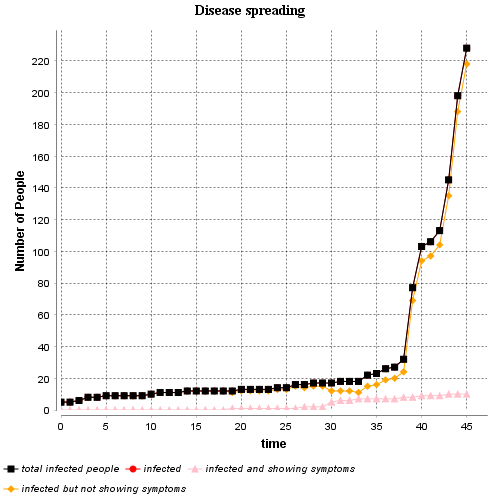 Disease spreading
Number of People
220
200
180
160
140
120
100
80
60
40
20
0
0 5 10 15 20 25 30 35 40 45
time
total infected people infected infected and showing symptoms
infected but not showing symptoms